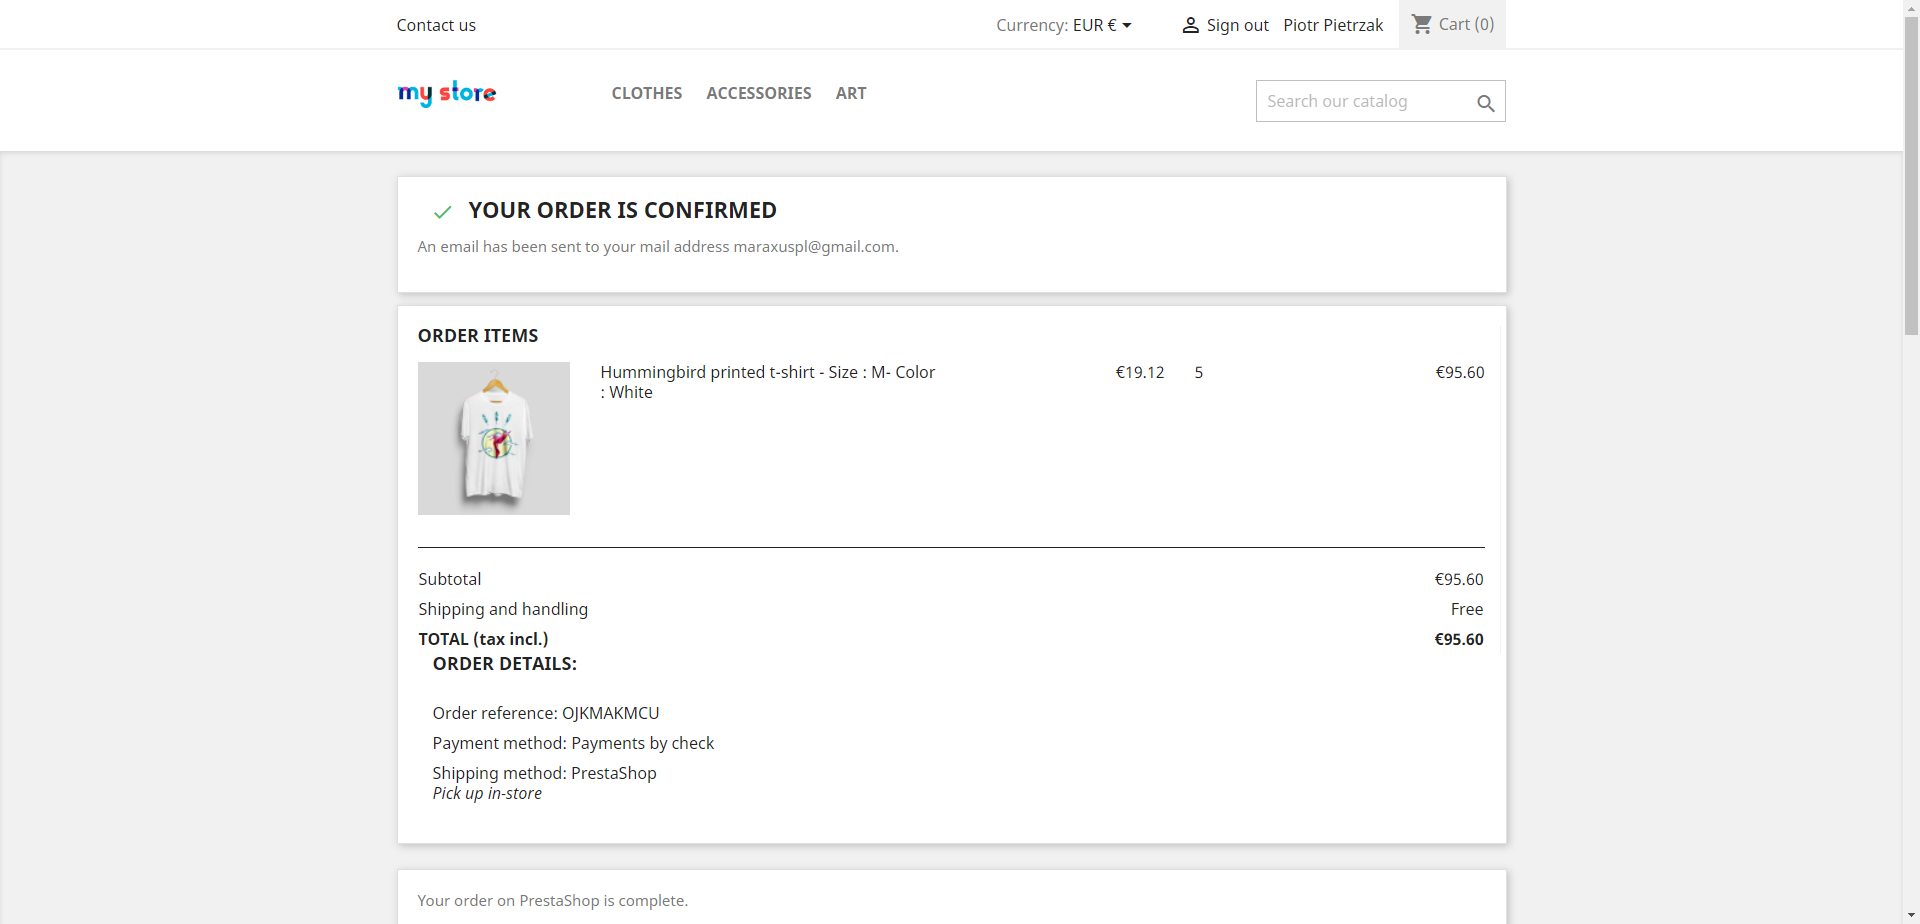 Contact us
Currency: EUR €
Sign out
Piotr Pietrzak
Cart (0)
my store
CLOTHES
ACCESSORIES
ART
Search our catalog
YOUR ORDER IS CONFIRMED
An email has been sent to your mail address maraxuspl@gmail.com.
ORDER ITEMS
Hummingbird printed t-shirt - Size : M- Color
: White
€19.12
5
€95.60
Subtotal
€95.60
Shipping and handling
Free
TOTAL (tax incl.)
€95.60
ORDER DETAILS:
Order reference: OJKMAKMCU
Payment method: Payments by check
Shipping method: PrestaShop
Pick up in-store
Your order on PrestaShop is complete.